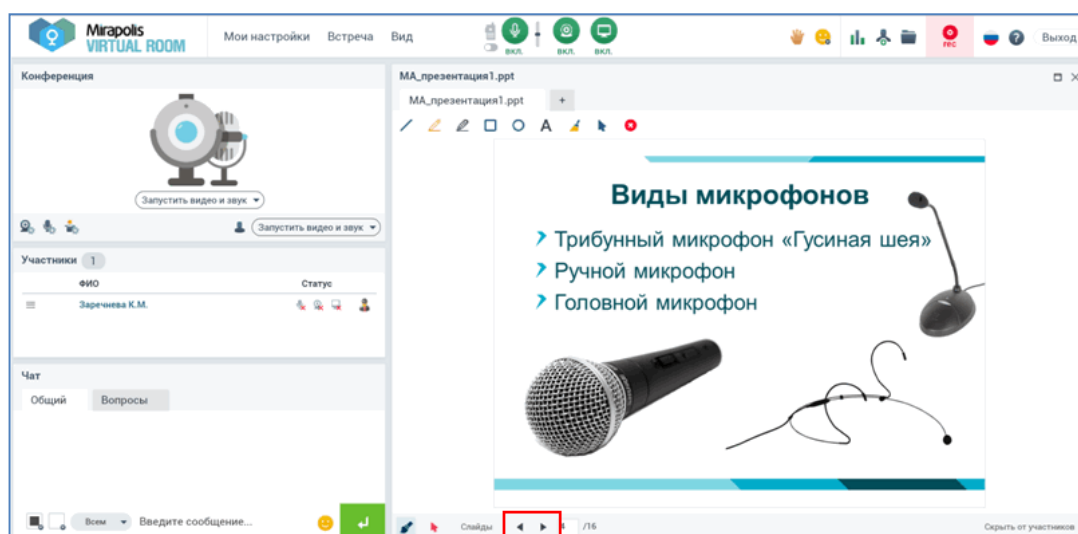 Mirapolis
VIRTUAL ROOM
Мои настройки Встреча Вид
вкл. вкл. вкл.
rec
Выход
Конференция
Запустить видео и звук
Запустить видео и звук
Участники 1
ФИО Статус
Заречнева К.М.
Чат
Общий Вопросы
Всем Введите сообщение...
МА_презентация1.ppt
МА_презентация1.ppt +
A
Виды микрофонов
Трибунный микрофон «Гусиная шея»
Ручной микрофон
Головной микрофон
Слайды 4 /16 Скрыть от участников